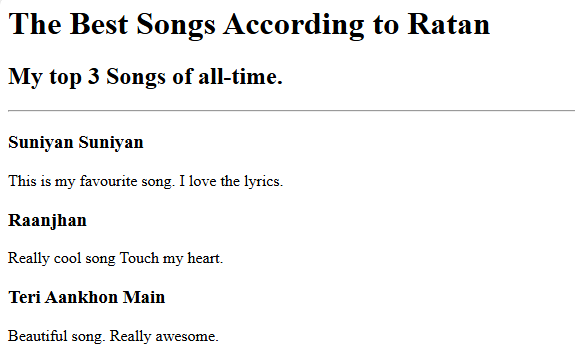 The Best Songs According to Ratan
My top 3 Songs of all-time.
Suniyan Suniyan
This is my favourite song. I love the lyrics.
Raanjhan
Really cool song Touch my heart.
Teri Aankhon Main
Beautiful song. Really awesome.